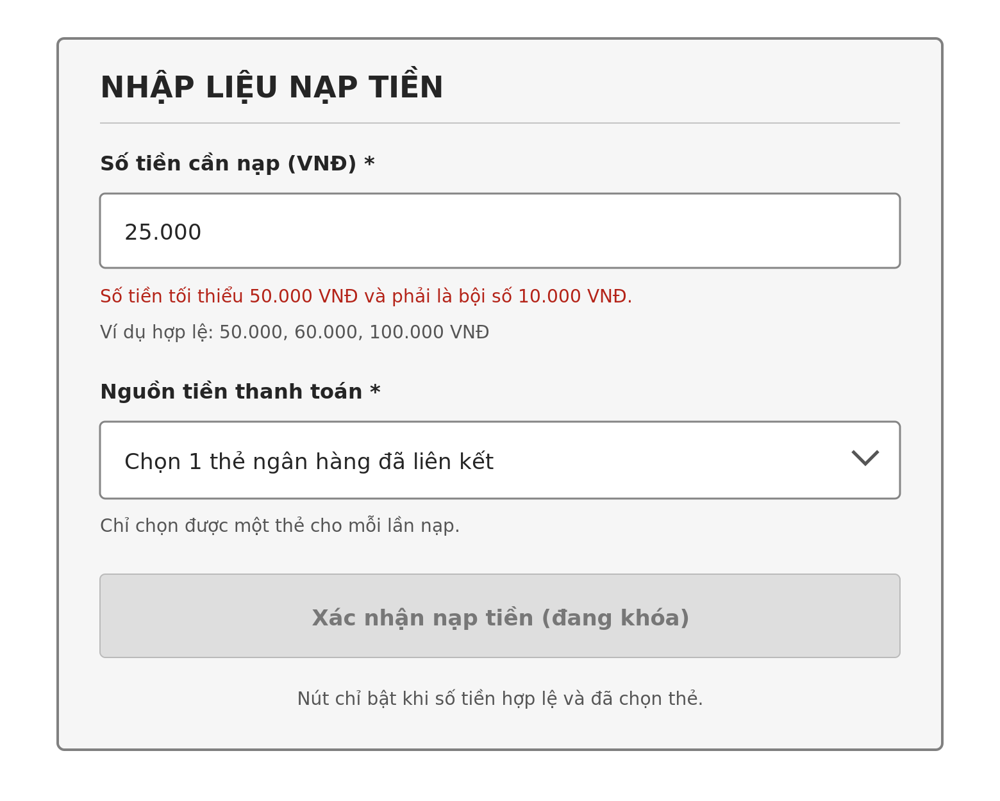 NHẬP LIỆU NẠP TIỀN
Số tiền cần nạp (VNĐ) *
25.000
Số tiền tối thiểu 50.000 VNĐ và phải là bội số 10.000 VNĐ.
Ví dụ hợp lệ: 50.000, 60.000, 100.000 VNĐ
Nguồn tiền thanh toán *
Chọn 1 thẻ ngân hàng đã liên kết
Chỉ chọn được một thẻ cho mỗi lần nạp.
Xác nhận nạp tiền (đang khóa)
Nút chỉ bật khi số tiền hợp lệ và đã chọn thẻ.